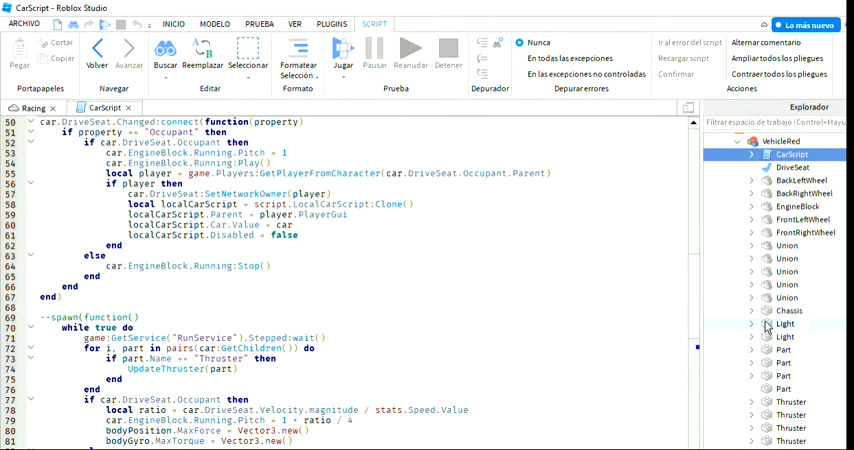 CarScript - Roblox Studio
ARCHIVO INICIO MODELO PRUEBA VER PLUGINS SCRIPT Lo más nuevo
Pegar Cortar Copiar Volver Avanzar Buscar Reemplazar Seleccionar Formatear Selección Jugar Pausar Reanudar Detener Nunca En todas las excepciones En las excepciones no controladas Ir al error del script Recargar script Confirmar Alternar comentario Ampliar todos los pliegues Contraer todos los pliegues
Portapapeles Navegar Editar Formato Prueba Depurador Depurar errores Acciones
Racing × CarScript × Explorador
Filtrar espacio de trabajo (Control+Mayú
50 car.DriveSeat.Changed:connect(function(property)
51 if property == "Occupant" then
52 if car.DriveSeat.Occupant then
53 car.EngineBlock.Running.Pitch = 1
54 car.EngineBlock.Running:Play()
55 local player = game.Players:GetPlayerFromCharacter(car.DriveSeat.Occupant.Parent)
56 if player then
57 car.DriveSeat:SetNetworkOwner(player)
58 local localCarScript = script.LocalCarScript:Clone()
59 localCarScript.Parent = player.PlayerGui
60 localCarScript.Car.Value = car
61 localCarScript.Disabled = false
62 end
63 else
64 car.EngineBlock.Running:Stop()
65 end
66 end
67 end)
68
69 --spawn(function()
70 while true do
71 game:GetService("RunService").Stepped:wait()
72 for i, part in pairs(car:GetChildren()) do
73 if part.Name == "Thruster" then
74 UpdateThruster(part)
75 end
76 end
77 if car.DriveSeat.Occupant then
78 local ratio = car.DriveSeat.Velocity.magnitude / stats.Speed.Value
79 car.EngineBlock.Running.Pitch = 1 + ratio / 4
80 bodyPosition.MaxForce = Vector3.new()
81 bodyGyro.MaxTorque = Vector3.new()
VehicleRed
CarScript
DriveSeat
BackLeftWheel
BackRightWheel
EngineBlock
FrontLeftWheel
FrontRightWheel
Union
Union
Union
Union
Union
Chassis
Light
Light
Part
Part
Part
Part
Thruster
Thruster
Thruster
Thruster